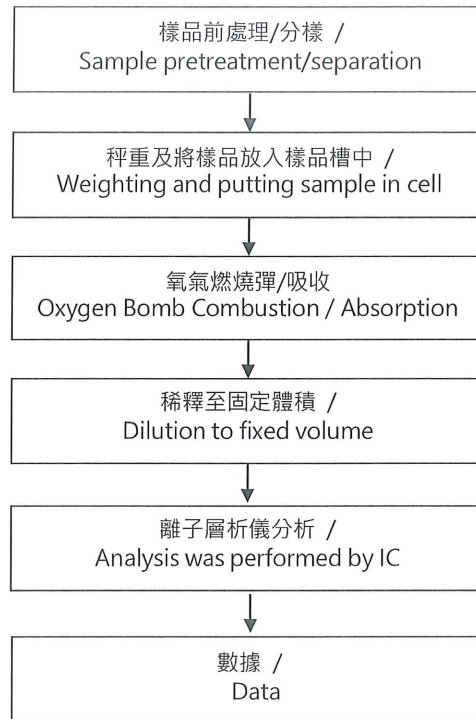 樣品前處理/分樣 /
Sample pretreatment/separation
秤重及將樣品放入樣品槽中 /
Weighting and putting sample in cell
氧氣燃燒彈/吸收
Oxygen Bomb Combustion / Absorption
稀釋至固定體積 /
Dilution to fixed volume
離子層析儀分析 /
Analysis was performed by IC
數據 /
Data